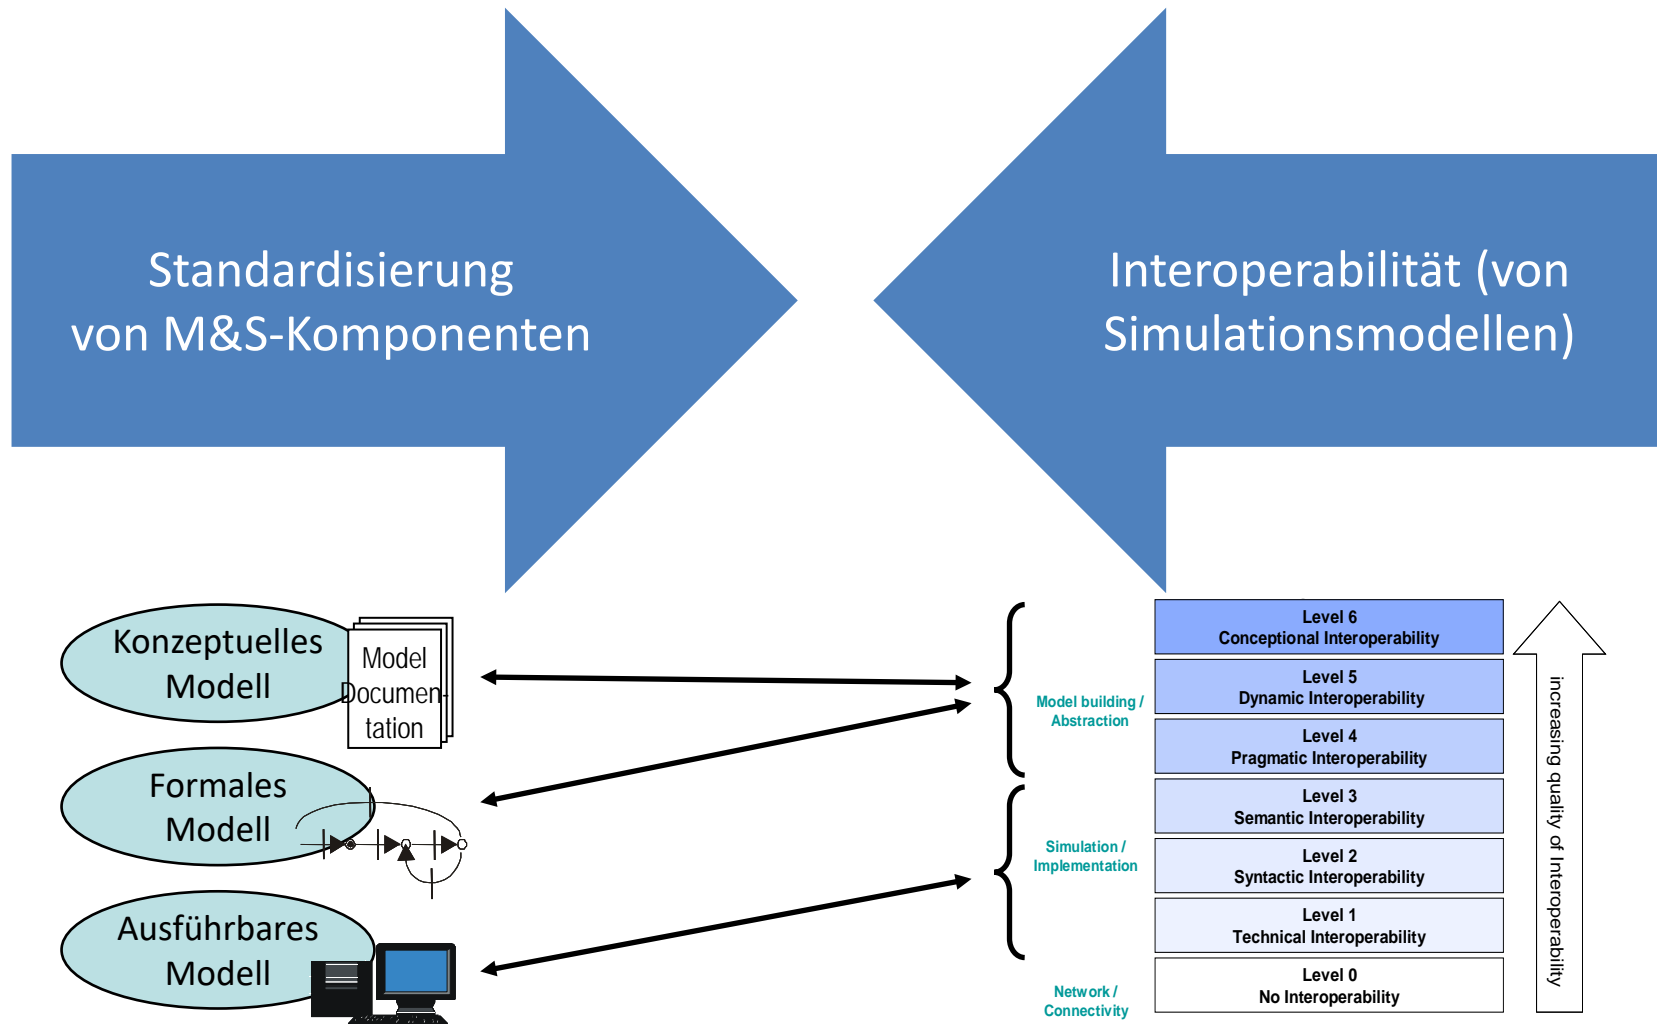 Standardisierung
von M&S-Komponenten
Interoperabilität (von
Simulationsmodellen)
Konzeptuelles
Modell
Model
Documen-
tation
Formales
Modell
Ausführbares
Modell
Model building /
Abstraction
Simulation /
Implementation
Network /
Connectivity
Level 6
Conceptional Interoperability
Level 5
Dynamic Interoperability
Level 4
Pragmatic Interoperability
Level 3
Semantic Interoperability
Level 2
Syntactic Interoperability
Level 1
Technical Interoperability
Level 0
No Interoperability
increasing quality of Interoperability